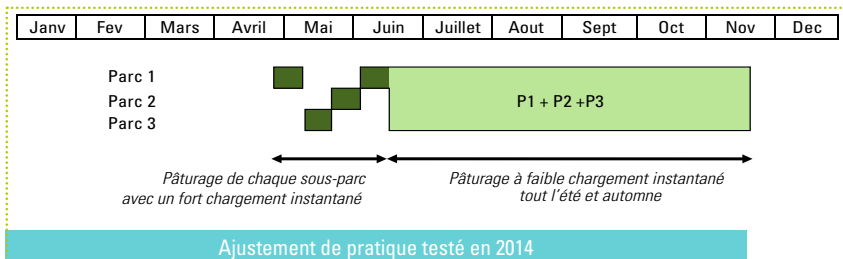 Janv Fev Mars Avril Mai Juin Juillet Aout Sept Oct Nov Dec
Parc 1
Parc 2
Parc 3
P1 + P2 +P3
Pâturage de chaque sous-parc
avec un fort chargement instantané
Pâturage à faible chargement instantané
tout l'été et automne
Ajustement de pratique testé en 2014